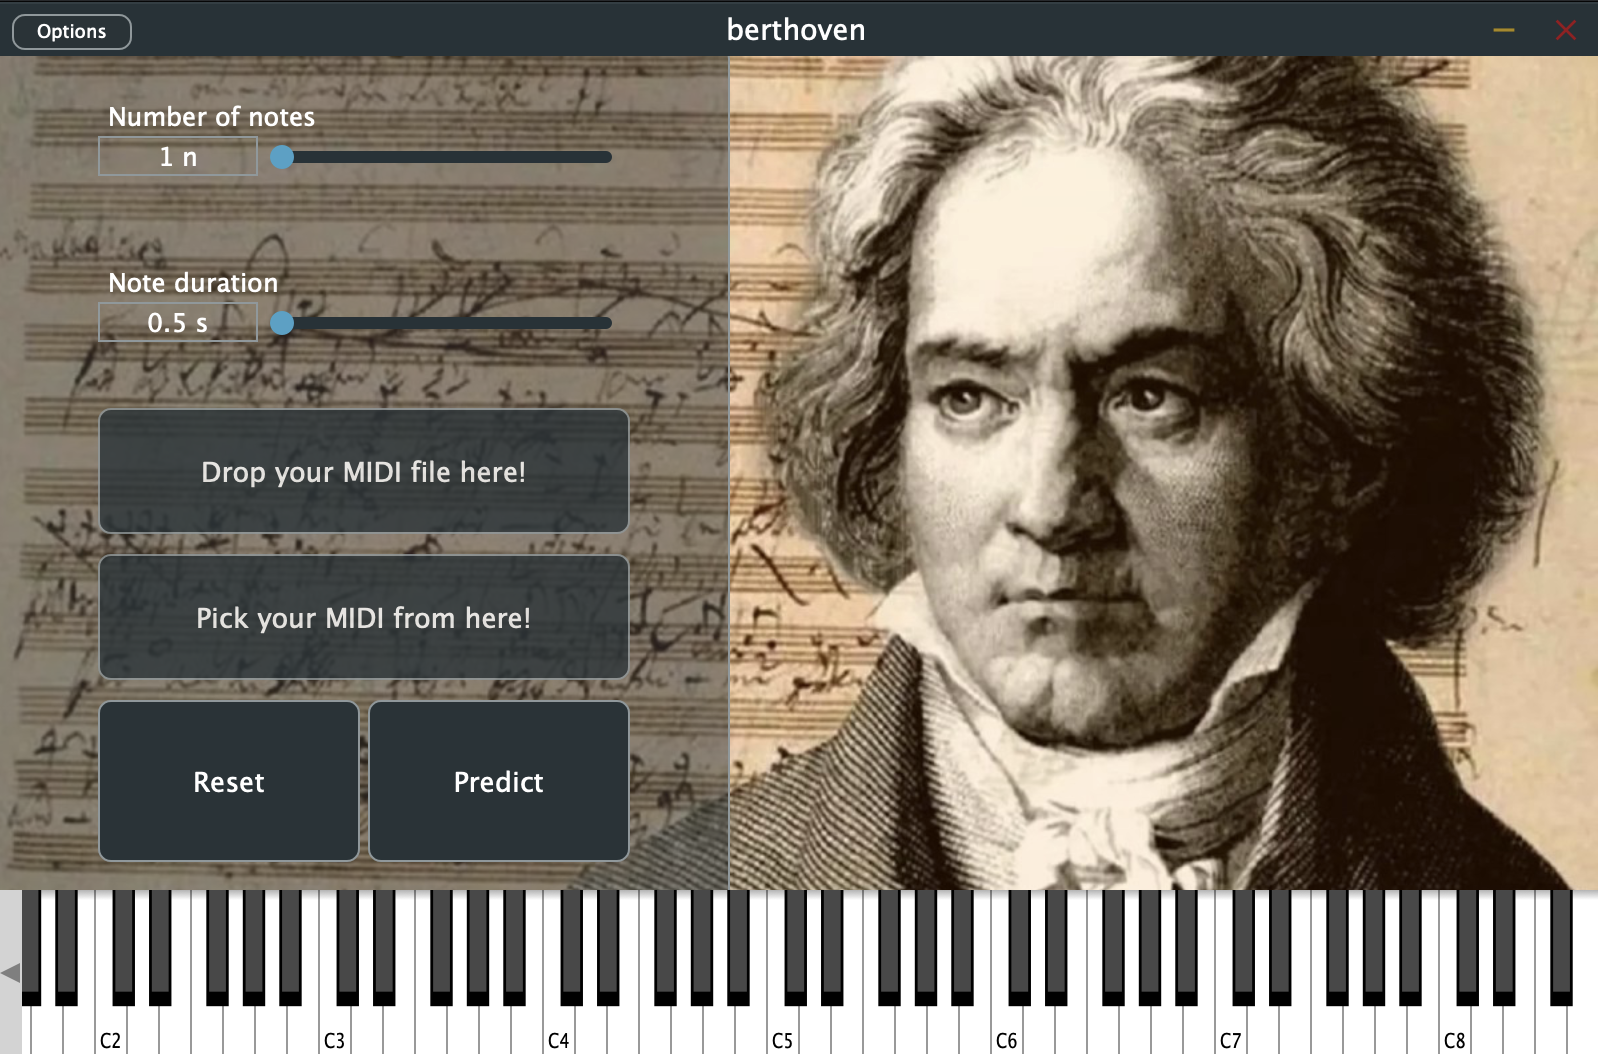 Options
berthoven
Number of notes
1 n
Note duration
0.5 s
Drop your MIDI file here!
Pick your MIDI from here!
Reset
Predict
C2
C3
C4
C5
C6
C7
C8